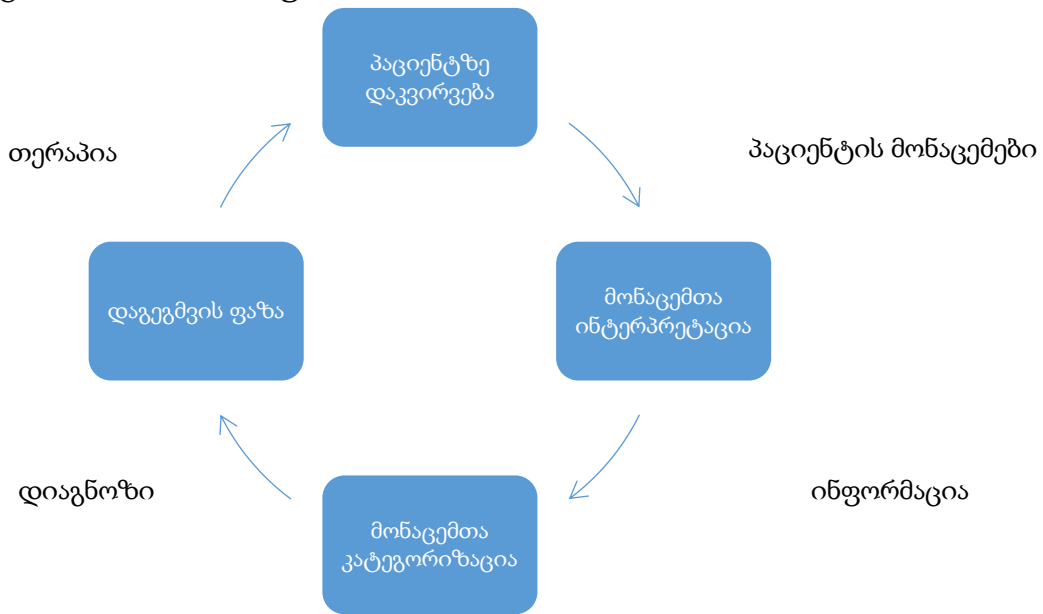 პაციენტზე
დაკვირვება
თერაპია
პაციენტის მონაცემები
დაგეგმვის ფაზა
მონაცემთა
ინტერპრეტაცია
დიაგნოზი
ინფორმაცია
მონაცემთა
კატეგორიზაცია